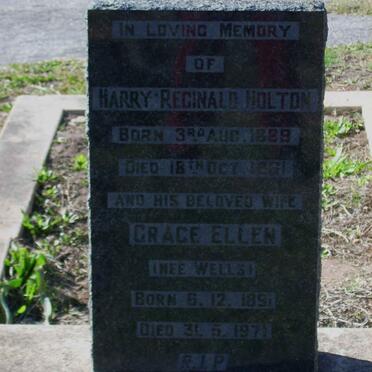 IN LOVING MEMORY
OF
HARRY REGINALD HOLTON
BORN 3RD AUG. 1889
DIED 18TH OCT. 1961
AND HIS BELOVED WIFE
GRACE ELLEN
(NEE WELLS)
BORN 6. 12. 1891
DIED 31. 5. 1971
R.I.P